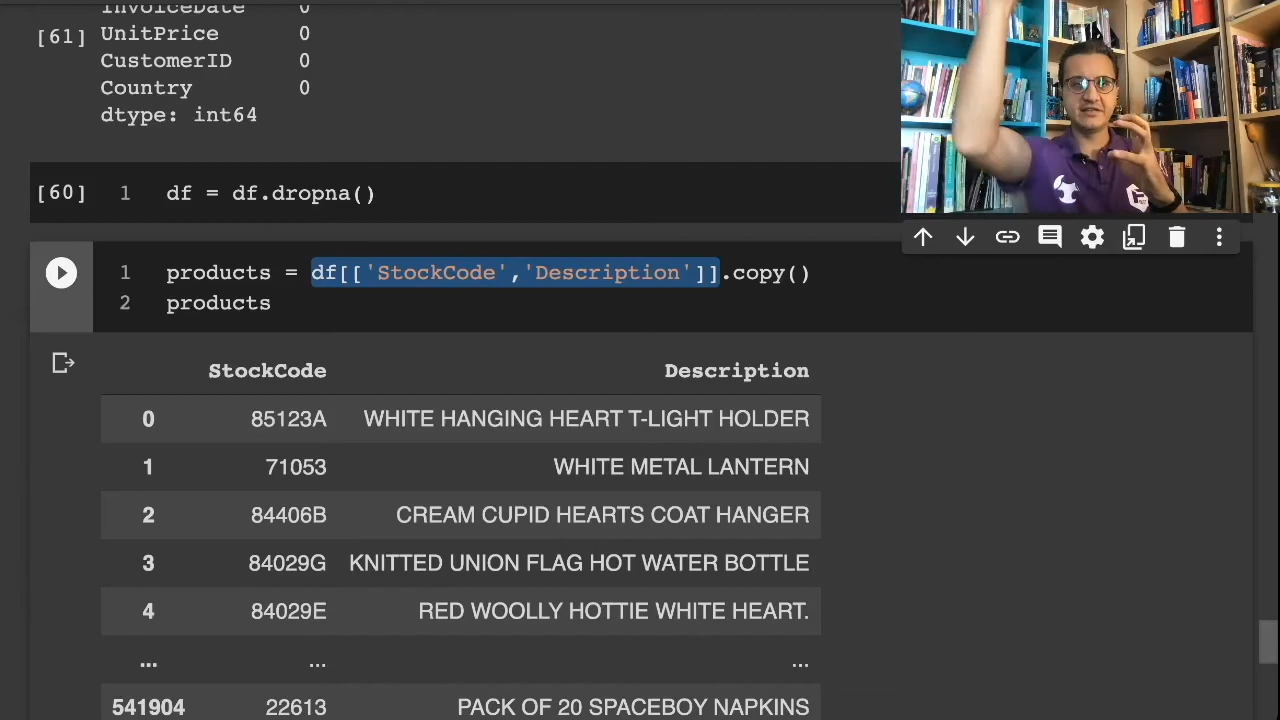 InvoiceDate 0
[61] UnitPrice 0
CustomerID 0
Country 0
dtype: int64
[60] 1 df = df.dropna()
1 products = df[['StockCode','Description']].copy()
2 products
StockCode Description
0 85123A WHITE HANGING HEART T-LIGHT HOLDER
1 71053 WHITE METAL LANTERN
2 84406B CREAM CUPID HEARTS COAT HANGER
3 84029G KNITTED UNION FLAG HOT WATER BOTTLE
4 84029E RED WOOLLY HOTTIE WHITE HEART.
... ... ...
541904 22613 PACK OF 20 SPACEBOY NAPKINS